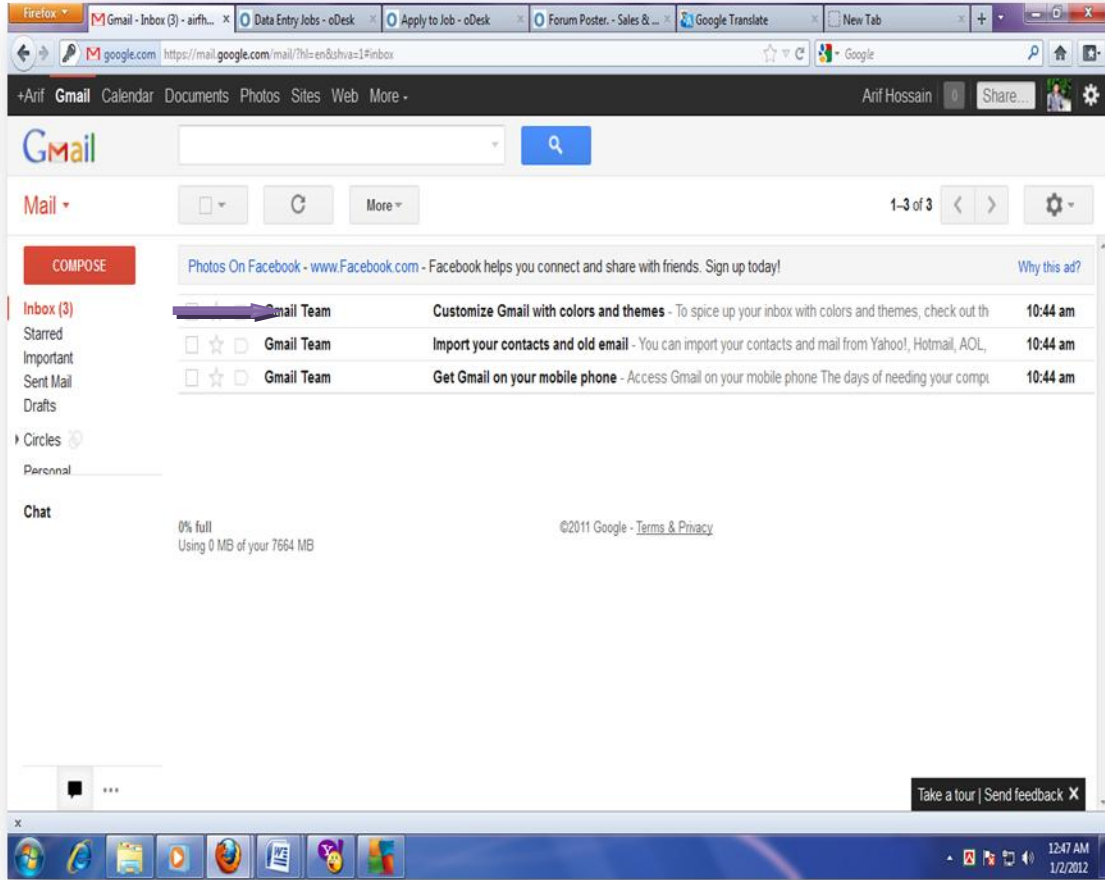 Firefox
Gmail - Inbox (3) - airfh... x
Data Entry Jobs - oDesk
Apply to Job - oDesk
Forum Poster. - Sales & ...
Google Translate
New Tab
google.com https://mail.google.com/mail/?hl=en&shva=1#inbox
Google
+Arif Gmail Calendar Documents Photos Sites Web More
Arif Hossain 0 Share...
Gmail
Mail
More
1–3 of 3
COMPOSE
Photos On Facebook - www.Facebook.com - Facebook helps you connect and share with friends. Sign up today! Why this ad?
Inbox (3)
Starred
Important
Sent Mail
Drafts
Circles
Personal
Chat
Gmail Team Customize Gmail with colors and themes - To spice up your inbox with colors and themes, check out th 10:44 am
Gmail Team Import your contacts and old email - You can import your contacts and mail from Yahoo!, Hotmail, AOL, 10:44 am
Gmail Team Get Gmail on your mobile phone - Access Gmail on your mobile phone The days of needing your compu 10:44 am
0% full
Using 0 MB of your 7664 MB
©2011 Google - Terms & Privacy
Take a tour | Send feedback X
x
12:47 AM
1/2/2012